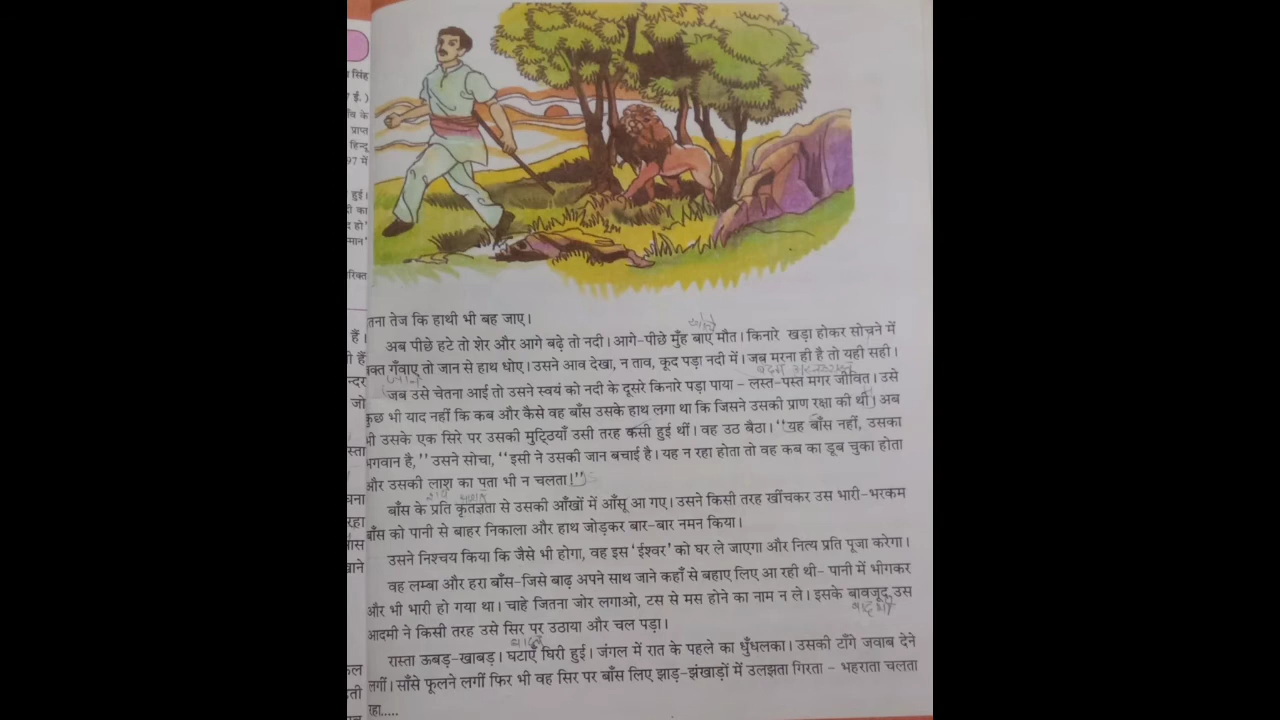 सिंह
ई. )
के
प्राप्त
हिन्दू
97 में
हुई।
का
हो'
मान'
रिक्त
हैं।
हैं
न्दर
जो
तना तेज कि हाथी भी बह जाए।
अब पीछे हटे तो शेर और आगे बढ़े तो नदी। आगे-पीछे मुँह बाए मौत। किनारे खड़ा होकर सोचने में
वक्त गँवाए तो जान से हाथ धोए। उसने आव देखा, न ताव, कूद पड़ा नदी में। जब मरना ही है तो यही सही।
जब उसे चेतना आई तो उसने स्वयं को नदी के दूसरे किनारे पड़ा पाया - लस्त-पस्त मगर जीवित। उसे
कुछ भी याद नहीं कि कब और कैसे वह बाँस उसके हाथ लगा था कि जिसने उसकी प्राण रक्षा की थी। अब
भी उसके एक सिरे पर उसकी मुट्ठियाँ उसी तरह कसी हुई थीं। वह उठ बैठा। "यह बाँस नहीं, उसका
भगवान है," उसने सोचा, "इसी ने उसकी जान बचाई है। यह न रहा होता तो वह कब का डूब चुका होता
और उसकी लाश का पता भी न चलता!"
बाँस के प्रति कृतज्ञता से उसकी आँखों में आँसू आ गए। उसने किसी तरह खींचकर उस भारी-भरकम
बाँस को पानी से बाहर निकाला और हाथ जोड़कर बार-बार नमन किया।
उसने निश्चय किया कि जैसे भी होगा, वह इस 'ईश्वर' को घर ले जाएगा और नित्य प्रति पूजा करेगा।
वह लम्बा और हरा बाँस-जिसे बाढ़ अपने साथ जाने कहाँ से बहाए लिए आ रही थी- पानी में भीगकर
और भी भारी हो गया था। चाहे जितना जोर लगाओ, टस से मस होने का नाम न ले। इसके बावजूद उस
आदमी ने किसी तरह उसे सिर पर उठाया और चल पड़ा।
रास्ता ऊबड़-खाबड़। घटाएँ घिरी हुई। जंगल में रात के पहले का धुँधलका। उसकी टाँगे जवाब देने
लगीं। साँसे फूलने लगीं फिर भी वह सिर पर बाँस लिए झाड़-झंखाड़ों में उलझता गिरता - भहराता चलता
रहा.....